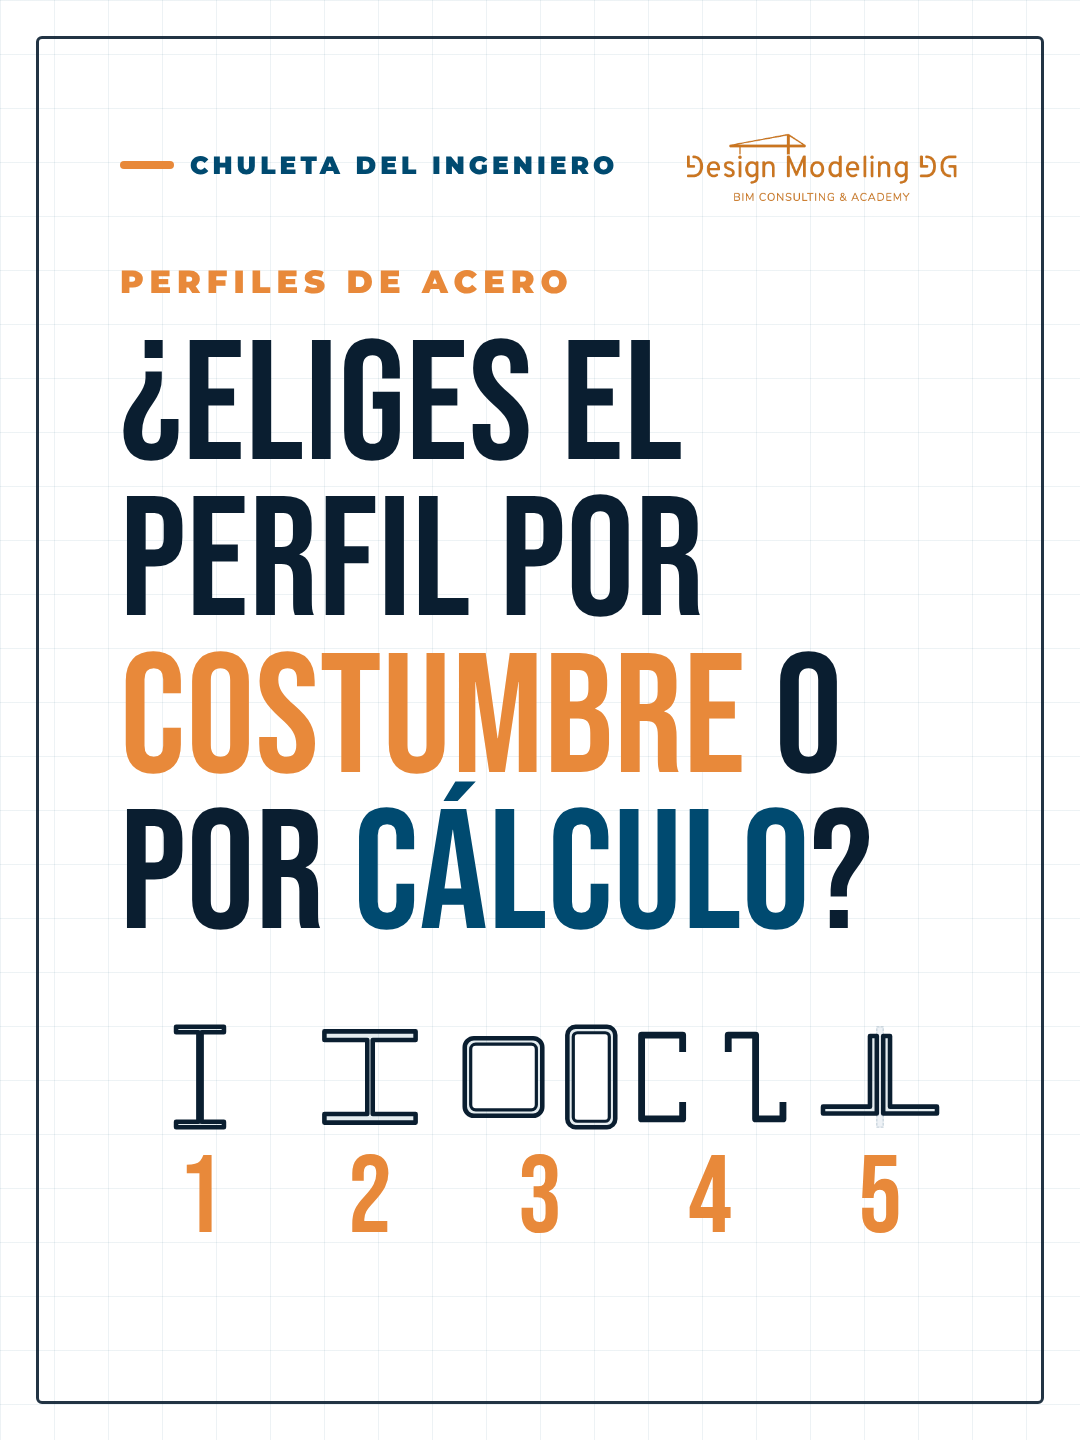 CHULETA DEL INGENIERO
Design Modeling DG
BIM CONSULTING & ACADEMY
PERFILES DE ACERO
¿ELIGES EL
PERFIL POR
COSTUMBRE O
POR CÁLCULO?
1 2 3 4 5